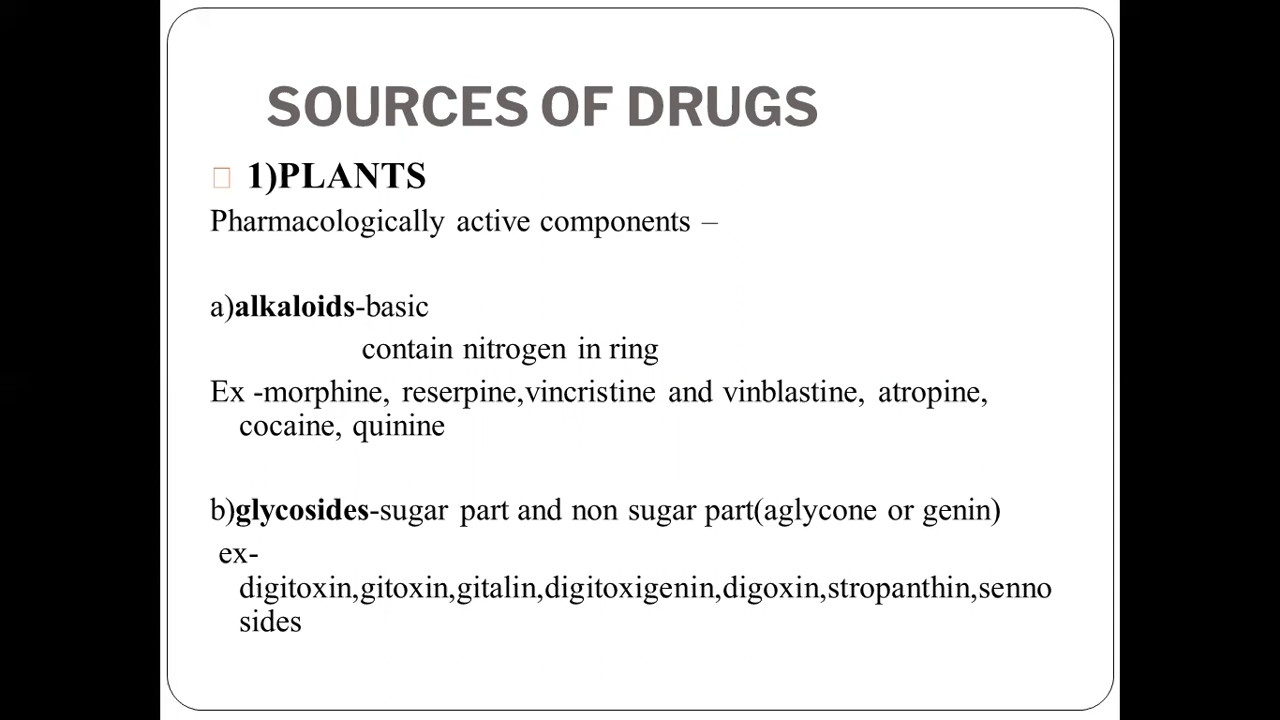 SOURCES OF DRUGS
1)PLANTS
Pharmacologically active components –
a)alkaloids-basic
contain nitrogen in ring
Ex -morphine, reserpine,vincristine and vinblastine, atropine,
cocaine, quinine
b)glycosides-sugar part and non sugar part(aglycone or genin)
ex-
digitoxin,gitoxin,gitalin,digitoxigenin,digoxin,stropanthin,senno
sides